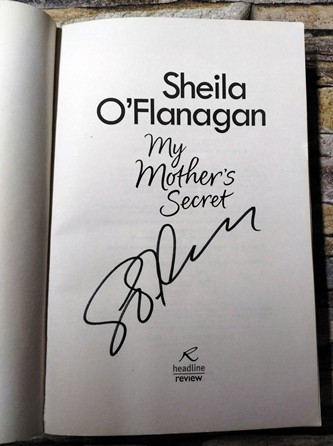 Sheila
O'Flanagan
My
Mother's
Secret
R
headline
review